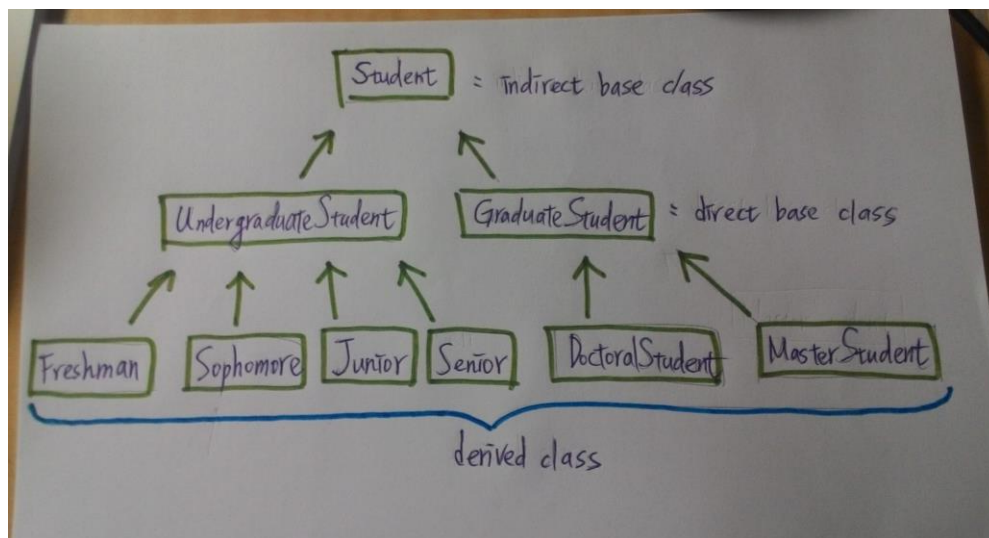 Student = indirect base class
UndergraduateStudent GraduateStudent = direct base class
Freshman Sophomore Junior Senior DoctoralStudent MasterStudent
derived class